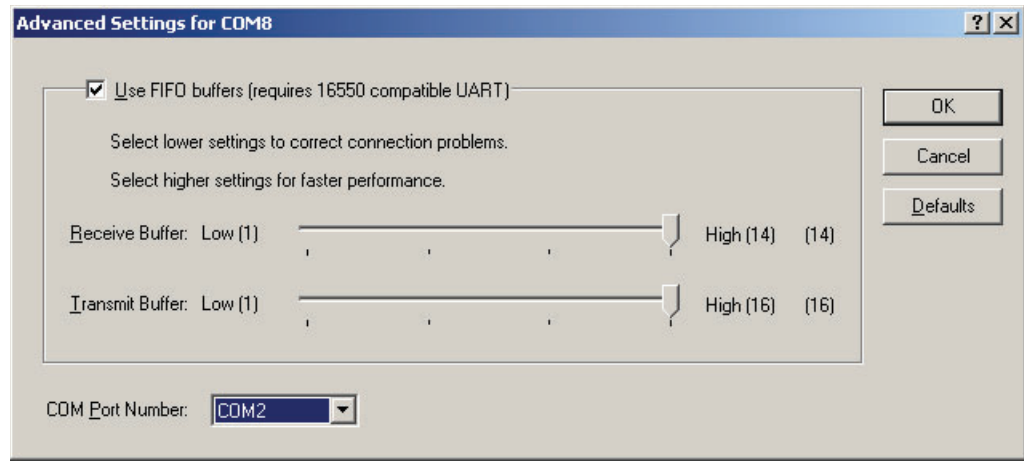 Advanced Settings for COM8
Use FIFO buffers (requires 16550 compatible UART)
OK
Select lower settings to correct connection problems.
Cancel
Select higher settings for faster performance.
Defaults
Receive Buffer: Low (1) High (14) (14)
Transmit Buffer: Low (1) High (16) (16)
COM Port Number: COM2